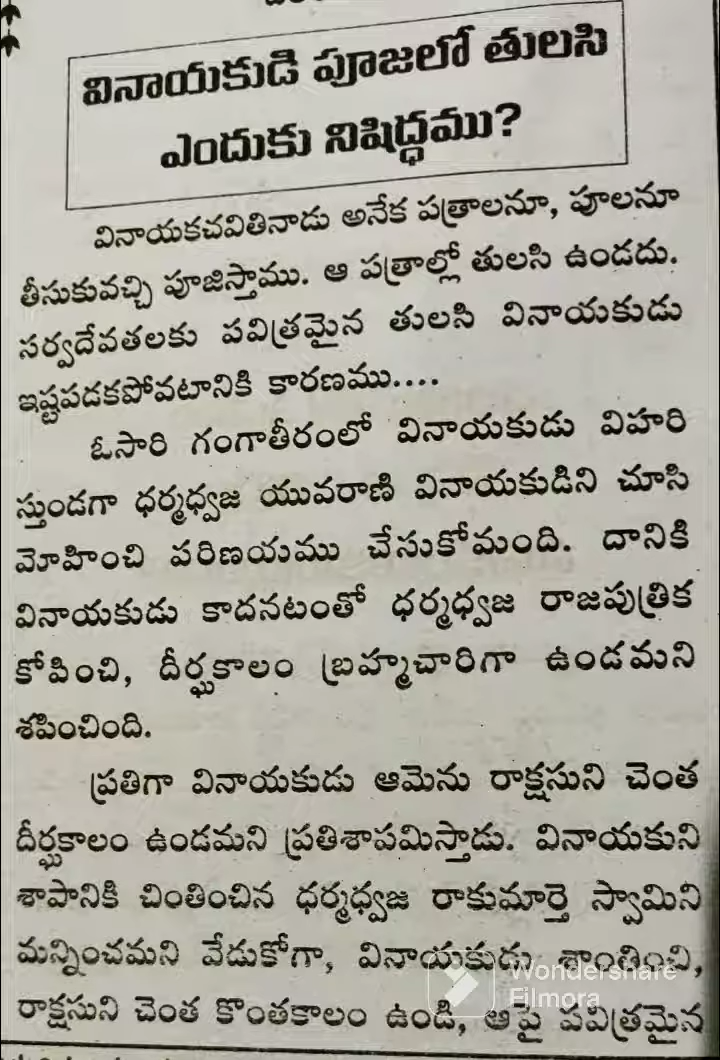 వినాయకుడి పూజలో తులసి
ఎందుకు నిషిద్ధము?
వినాయకచవితినాడు అనేక పత్రాలనూ, పూలనూ
తీసుకువచ్చి పూజిస్తాము. ఆ పత్రాల్లో తులసి ఉండదు.
సర్వదేవతలకు పవిత్రమైన తులసి వినాయకుడు
ఇష్టపడకపోవటానికి కారణము....
ఓసారి గంగాతీరంలో వినాయకుడు విహరి
స్తుండగా ధర్మధ్వజ యువరాణి వినాయకుడిని చూసి
మోహించి పరిణయము చేసుకోమంది. దానికి
వినాయకుడు కాదనటంతో ధర్మధ్వజ రాజపుత్రిక
కోపించి, దీర్ఘకాలం బ్రహ్మచారిగా ఉండమని
శపించింది.
ప్రతిగా వినాయకుడు ఆమెను రాక్షసుని చెంత
దీర్ఘకాలం ఉండమని ప్రతిశాపమిస్తాడు. వినాయకుని
శాపానికి చింతించిన ధర్మధ్వజ రాకుమార్తె స్వామిని
మన్నించమని వేడుకోగా, వినాయకుడు శాంతించి,
రాక్షసుని చెంత కొంతకాలం ఉండి, ఆపై పవిత్రమైన
Wondershare
Filmora